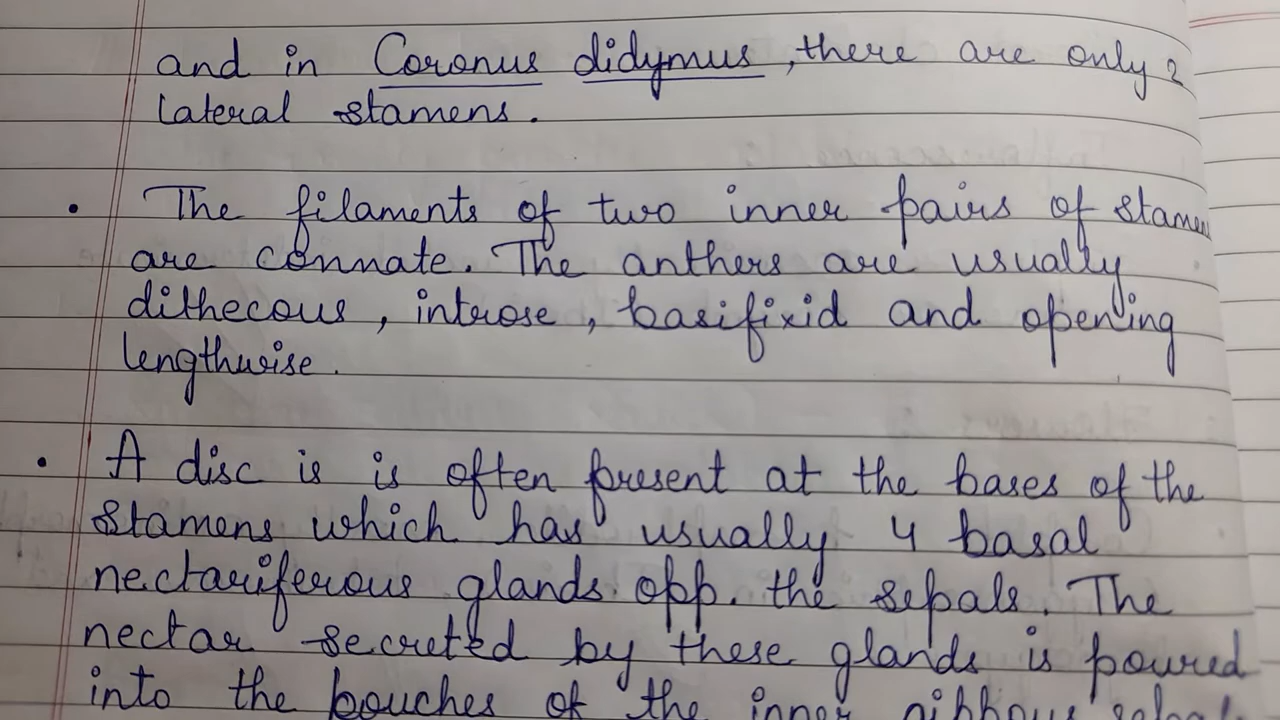 and in Coronus didymus, there are only 2
lateral stamens.
• The filaments of two inner pairs of stamen
are connate. The anthers are usually
dithecous, introse, basifixid and opening
lengthwise.
• A disc is is often present at the bases of the
stamens which has usually 4 basal
nectariferous glands opp. the sepals. The
nectar secreted by these glands is poured
into the pouches of the inner gibbous